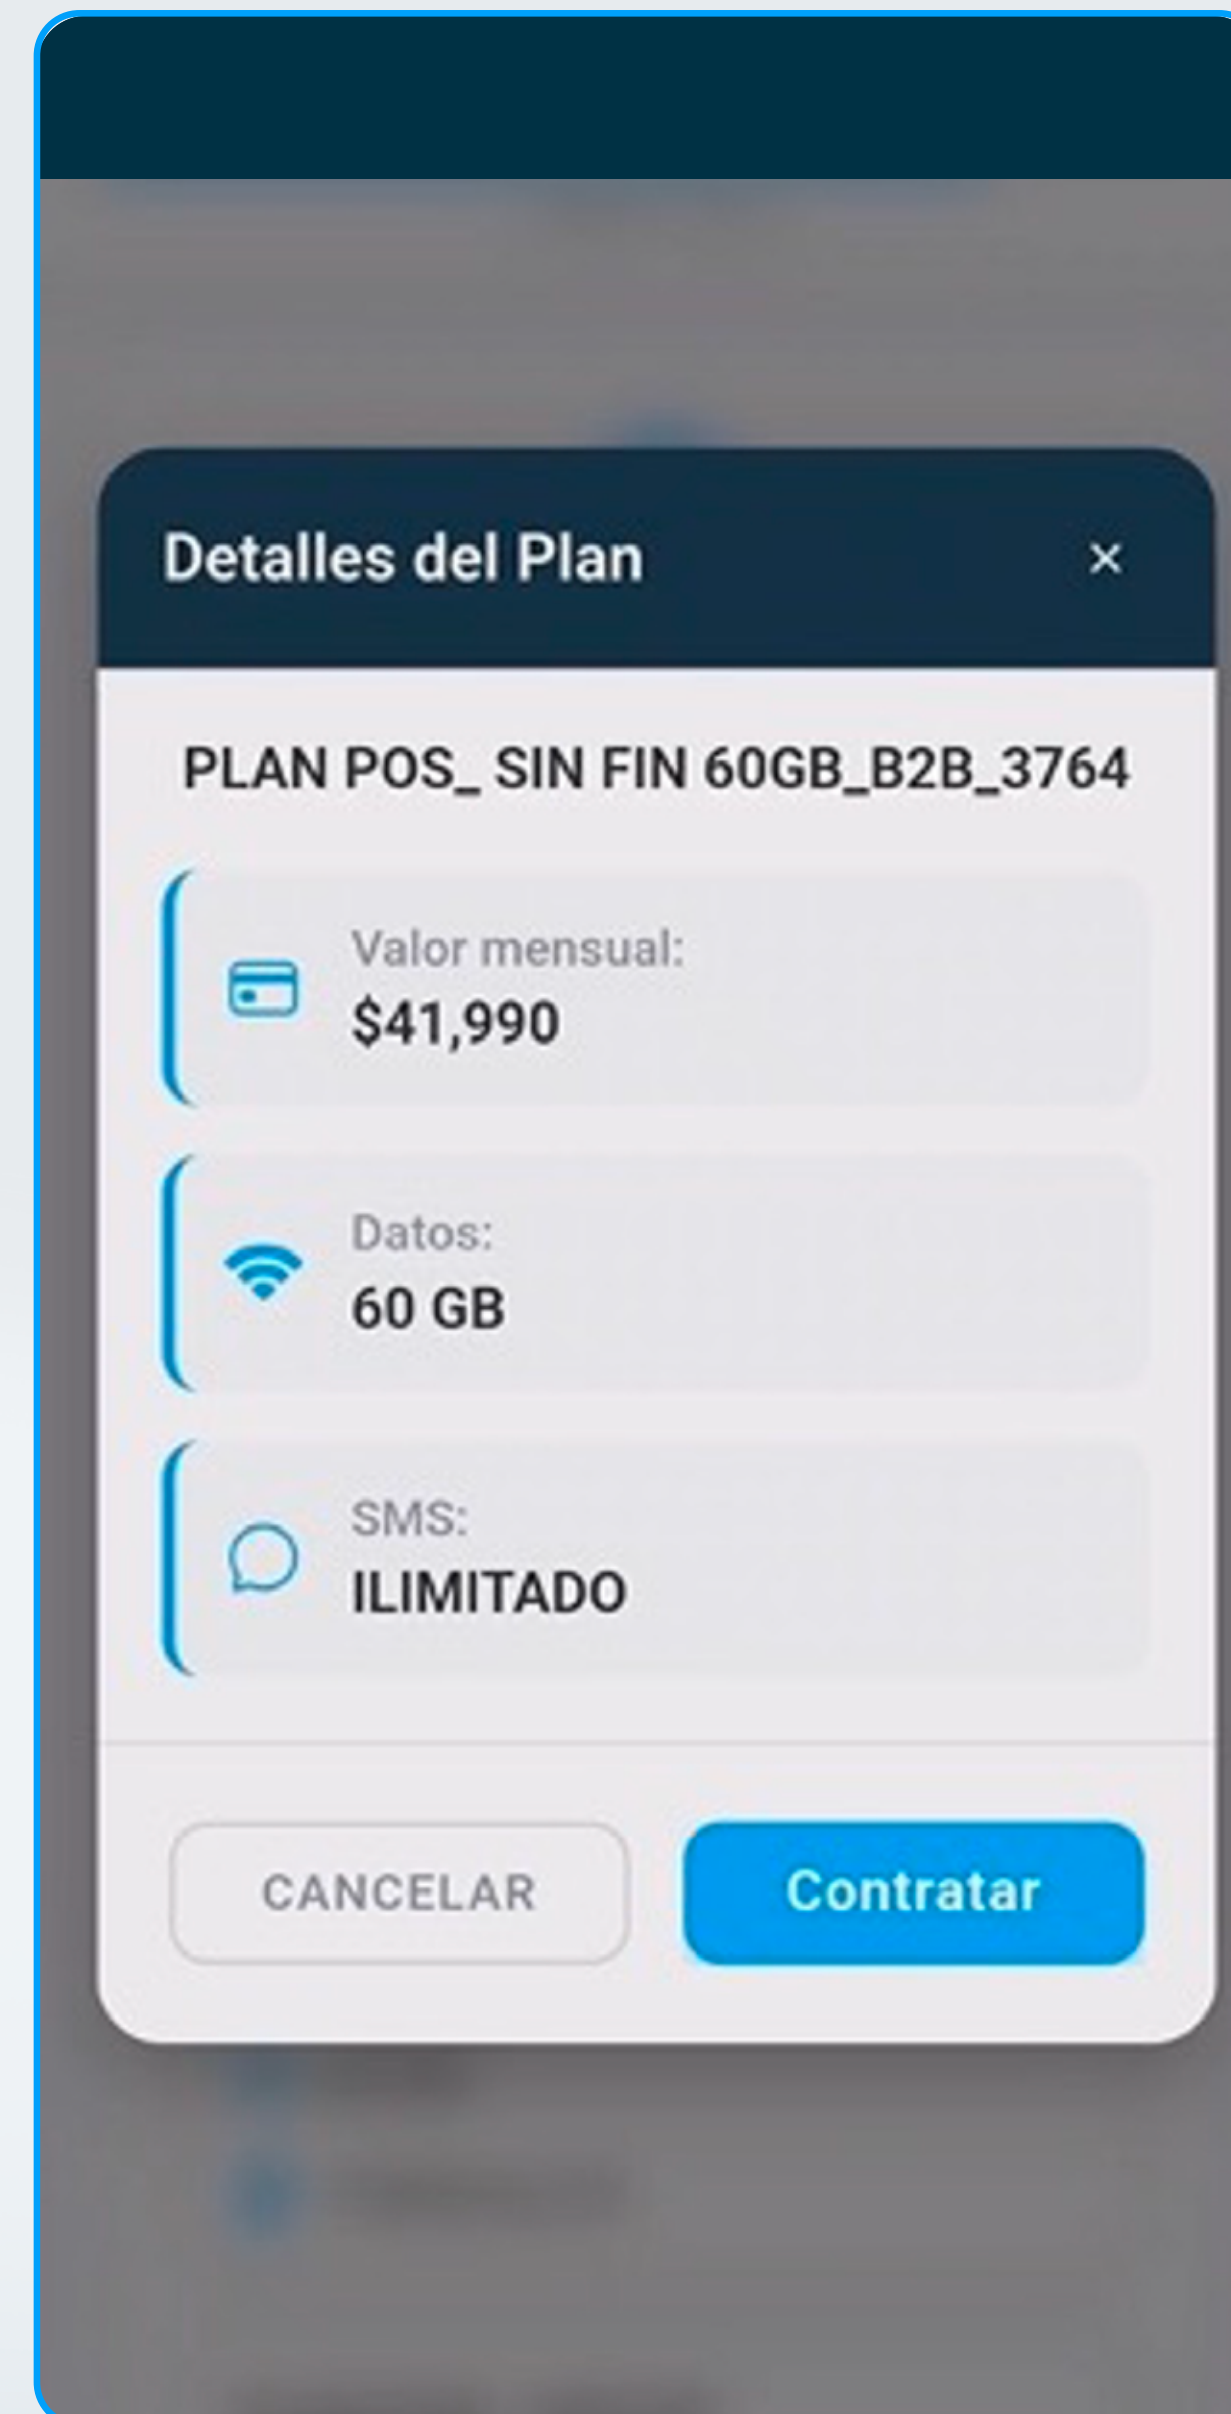 Detalles del Plan
×
PLAN POS_ SIN FIN 60GB_B2B_3764
Valor mensual:
$41,990
Datos:
60 GB
SMS:
ILIMITADO
CANCELAR
Contratar